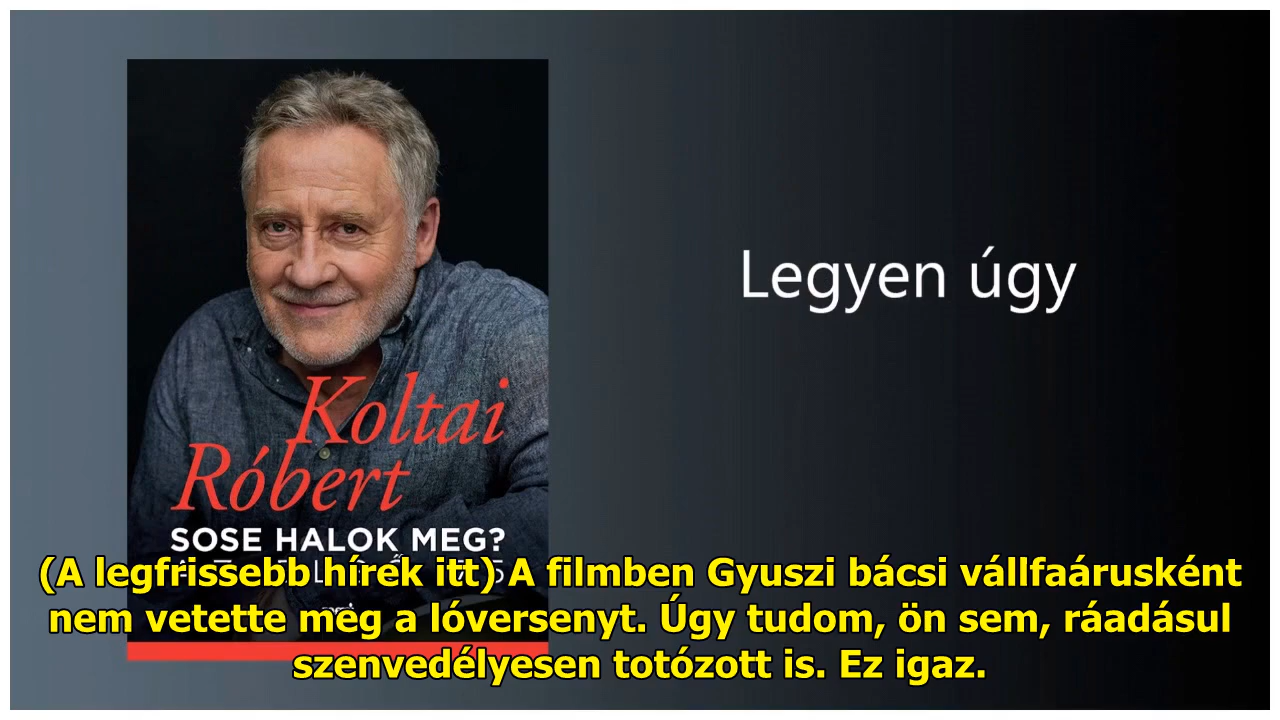 Legyen úgy
Koltai
Róbert
SOSE HALOK MEG?
(A legfrissebb hírek itt) A filmben Gyuszi bácsi vállfaárusként
nem vetette meg a lóversenyt. Úgy tudom, ön sem, ráadásul
szenvedélyesen totózott is. Ez igaz.